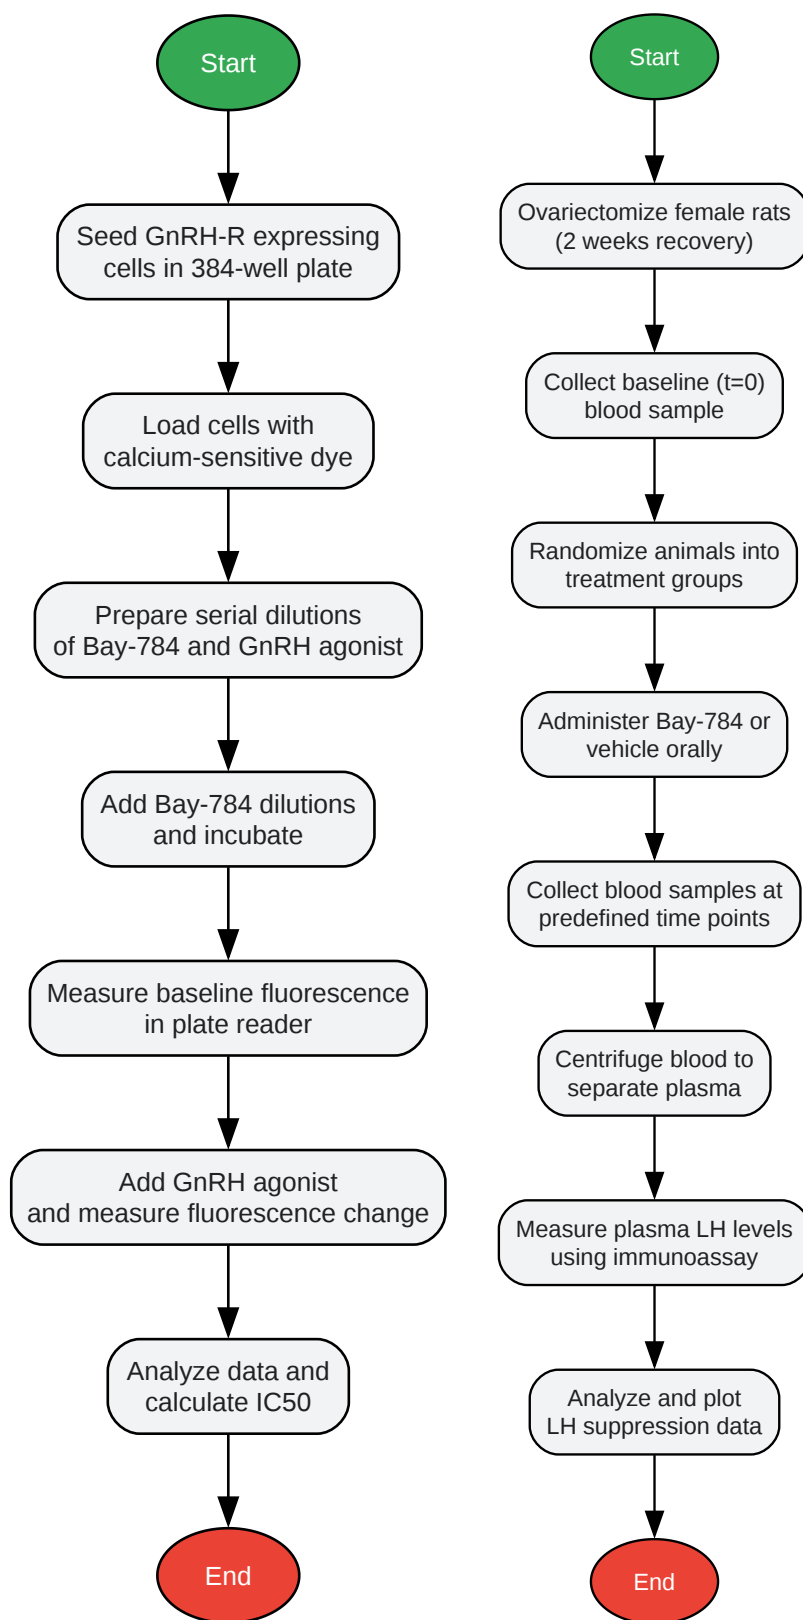 Start
Seed GnRH-R expressing
cells in 384-well plate
Load cells with
calcium-sensitive dye
Prepare serial dilutions
of Bay-784 and GnRH agonist
Add Bay-784 dilutions
and incubate
Measure baseline fluorescence
in plate reader
Add GnRH agonist
and measure fluorescence change
Analyze data and
calculate IC50
End
Start
Ovariectomize female rats
(2 weeks recovery)
Collect baseline (t=0)
blood sample
Randomize animals into
treatment groups
Administer Bay-784 or
vehicle orally
Collect blood samples at
predefined time points
Centrifuge blood to
separate plasma
Measure plasma LH levels
using immunoassay
Analyze and plot
LH suppression data
End